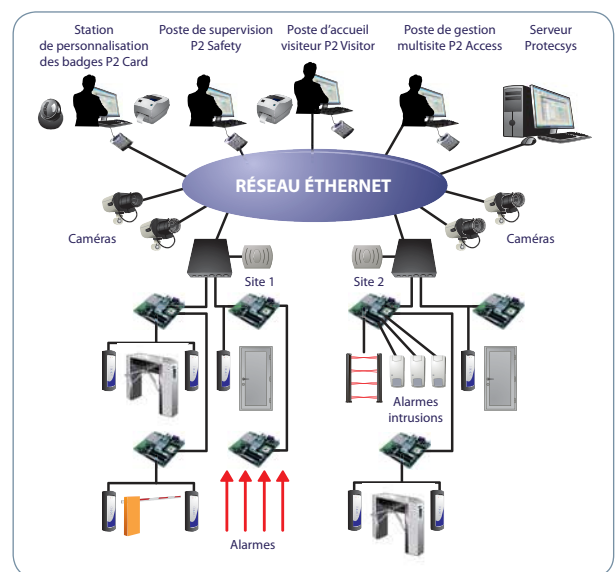 Station
de personnalisation
des badges P2 Card
Poste de supervision
P2 Safety
Poste d'accueil
visiteur P2 Visitor
Poste de gestion
multisite P2 Access
Serveur
Protecsys
RÉSEAU ÉTHERNET
Caméras
Caméras
Site 1
Site 2
Alarmes
intrusions
Alarmes